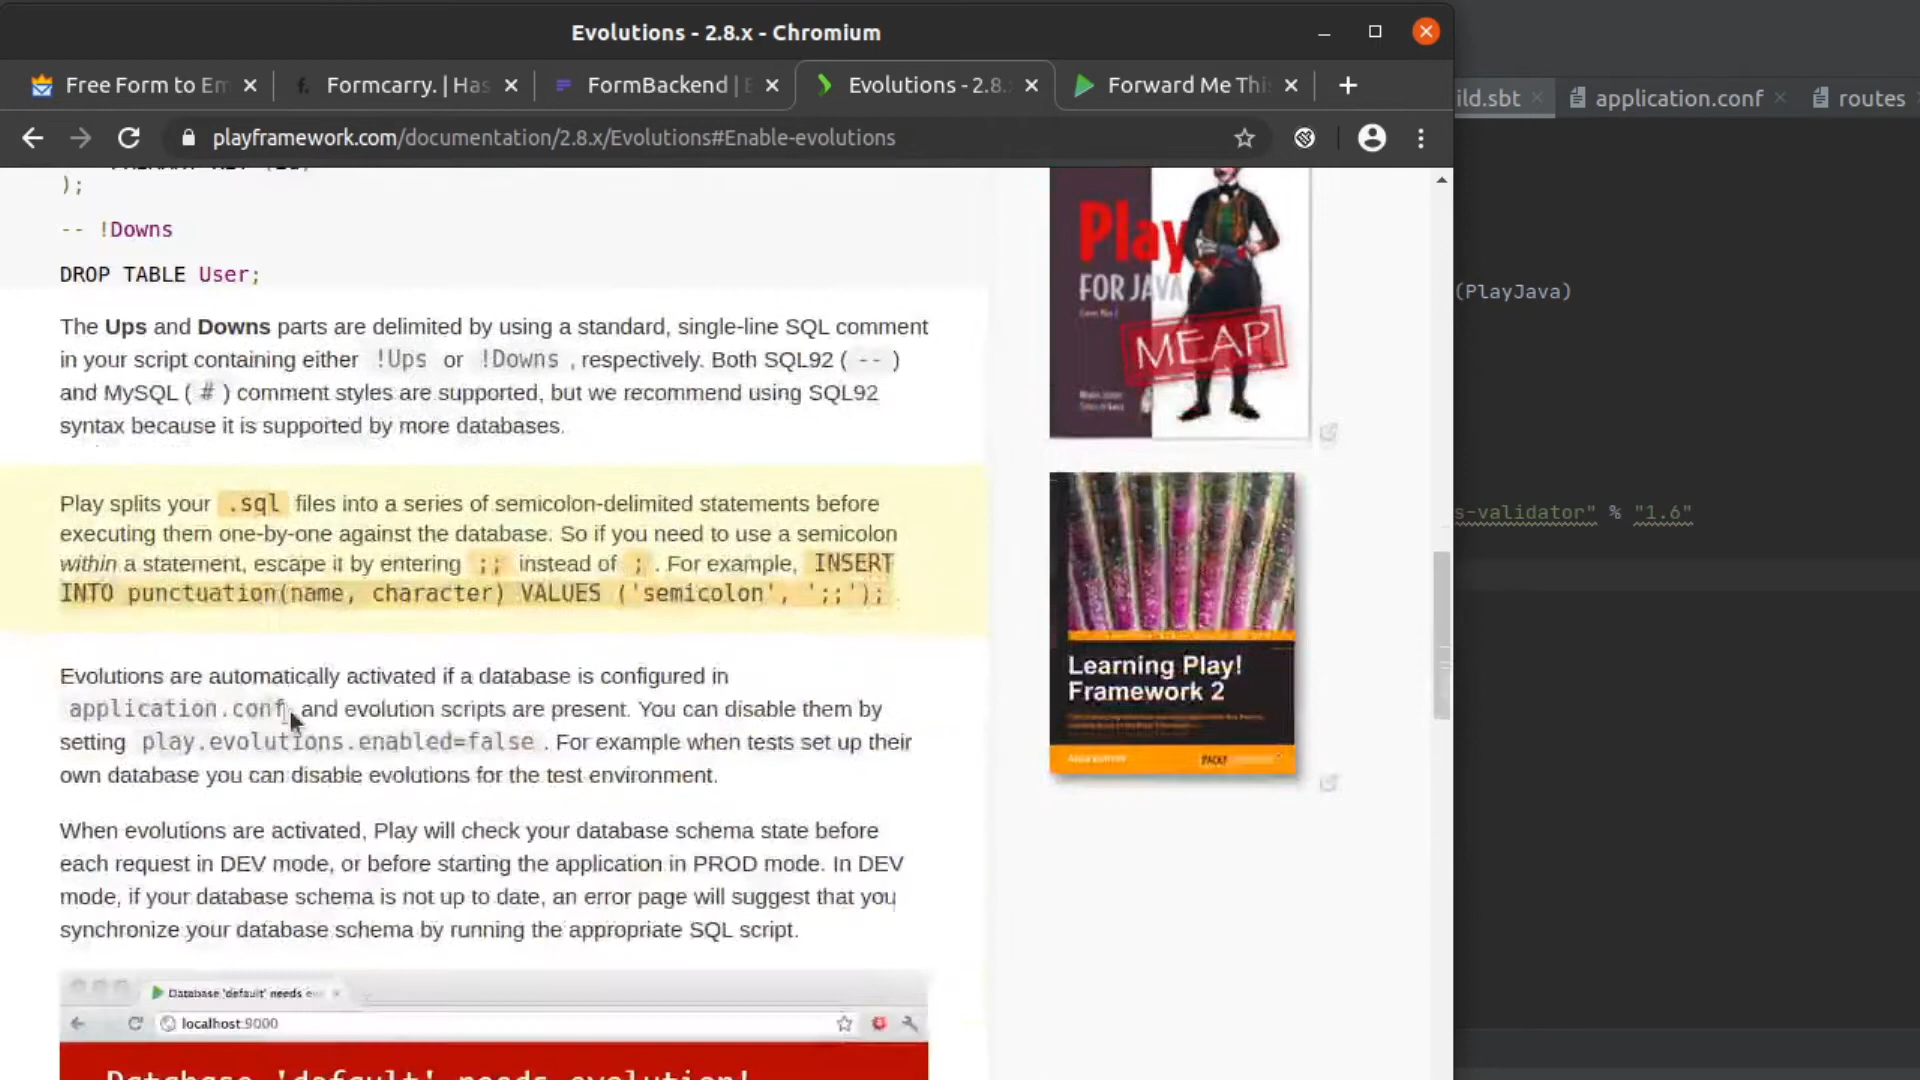 Evolutions - 2.8.x - Chromium
Free Form to Em
Formcarry. | Has
FormBackend | E
Evolutions - 2.8.
Forward Me Thi
playframework.com/documentation/2.8.x/Evolutions#Enable-evolutions
ild.sbt
application.conf
routes
);
-- !Downs
DROP TABLE User;
The Ups and Downs parts are delimited by using a standard, single-line SQL comment
in your script containing either !Ups or !Downs , respectively. Both SQL92 ( -- )
and MySQL ( # ) comment styles are supported, but we recommend using SQL92
syntax because it is supported by more databases.
Play splits your .sql files into a series of semicolon-delimited statements before
executing them one-by-one against the database. So if you need to use a semicolon
within a statement, escape it by entering ;; instead of ; . For example, INSERT
INTO punctuation(name, character) VALUES ('semicolon', ';;');.
Evolutions are automatically activated if a database is configured in
application.conf and evolution scripts are present. You can disable them by
setting play.evolutions.enabled=false . For example when tests set up their
own database you can disable evolutions for the test environment.
When evolutions are activated, Play will check your database schema state before
each request in DEV mode, or before starting the application in PROD mode. In DEV
mode, if your database schema is not up to date, an error page will suggest that you
synchronize your database schema by running the appropriate SQL script.
Database 'default' needs ev
localhost:9000
Database 'default' needs evolution!
Play
FOR JAVA
MEAP
Learning Play!
Framework 2
PACKT
(PlayJava)
s-validator" % "1.6"